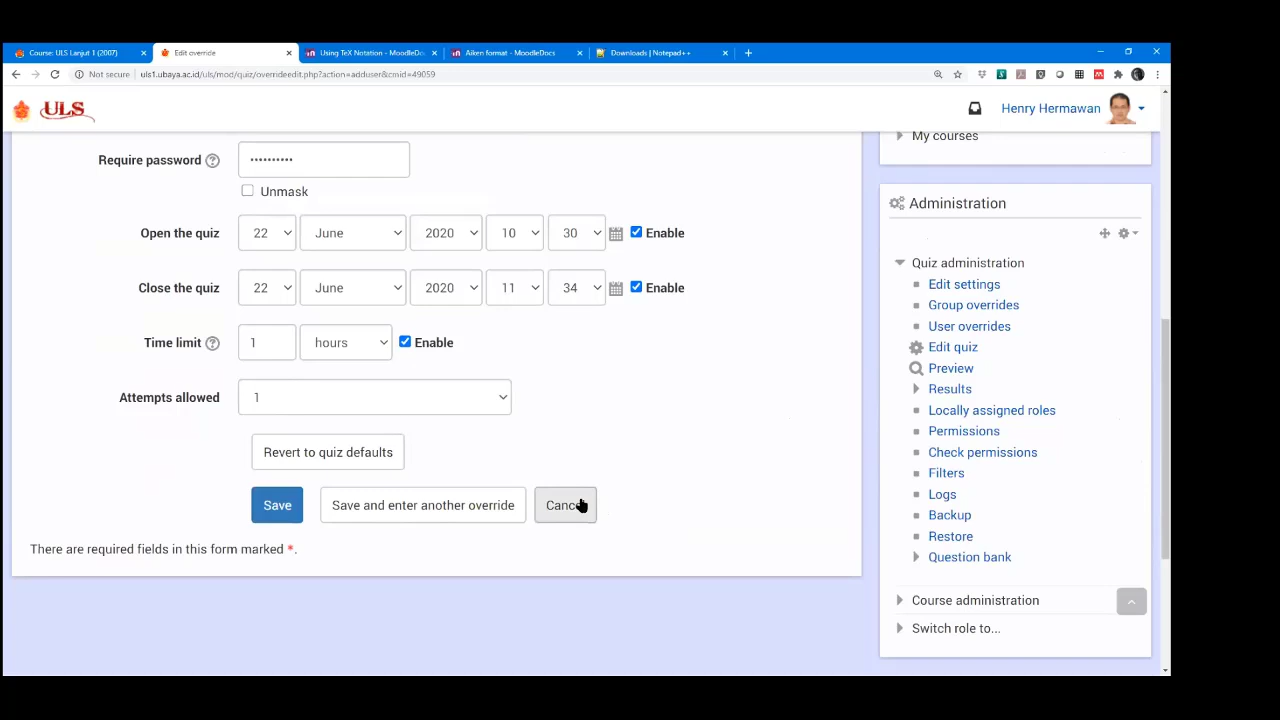 Course: ULS Lanjut 1 (2007)
Edit override
Using TeX Notation - MoodleDo
Aiken format - MoodleDocs
Downloads | Notepad++
Not secure
uls1.ubaya.ac.id/uls/mod/quiz/overrideedit.php?action=adduser&cmid=49059
ULS
Henry Hermawan
Require password
••••••••••
Unmask
Open the quiz 22 June 2020 10 30 Enable
Close the quiz 22 June 2020 11 34 Enable
Time limit 1 hours Enable
Attempts allowed 1
Revert to quiz defaults
Save Save and enter another override
There are required fields in this form marked *.
My courses
Administration
Quiz administration
Edit settings
Group overrides
User overrides
Edit quiz
Preview
Results
Locally assigned roles
Permissions
Check permissions
Filters
Logs
Backup
Restore
Question bank
Course administration
Switch role to...